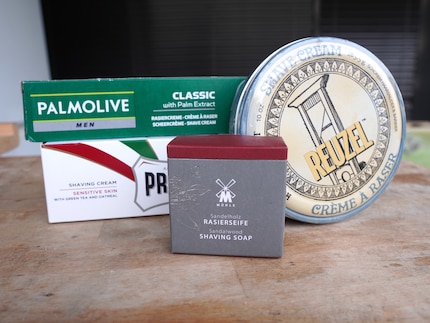 PALMOLIVE
MEN
CLASSIC
with Palm Extract
RASIERCREME - CRÈME À RASER
SCHEERCRÈME - SHAVE CREAM
SHAVING CREAM
SENSITIVE SKIN
WITH GREEN TEA AND OATMEAL
PR
MÜHLE
Sandelholz
RASIERSEIFE
Sandalwood
SHAVING SOAP
SHAVE CREAM
REUZEL
CRÈME À RASER